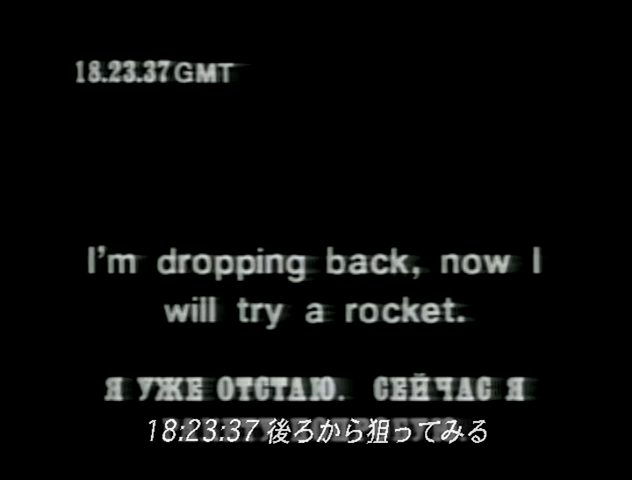 18.23.37 GMT
I'm dropping back, now I
will try a rocket.
Я УЖЕ ОТСТАЮ. СЕЙЧАС Я
18:23:37 後ろから狙ってみる